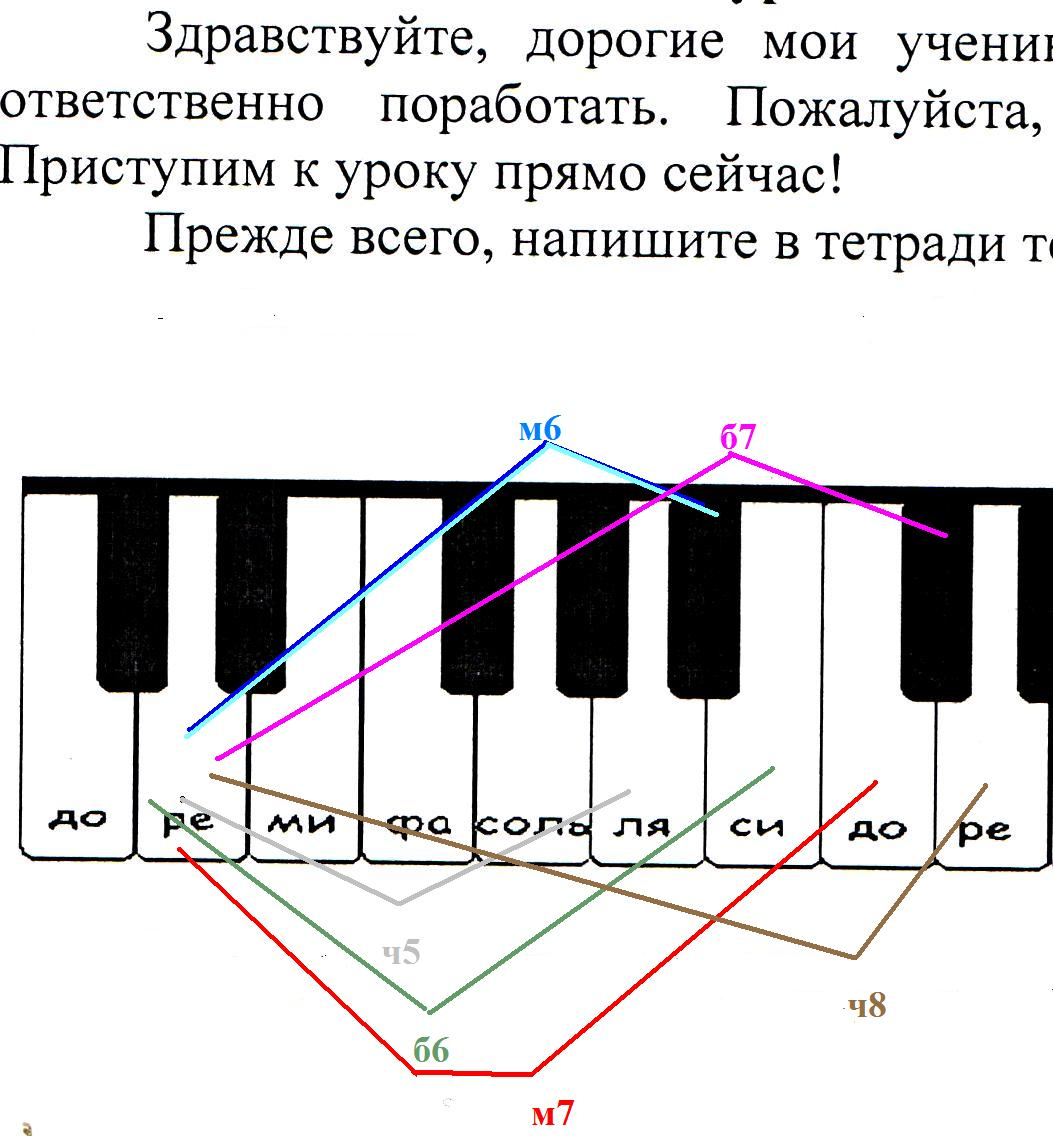 Здравствуйте, дорогие мои
ответственно поработать. Пожалуйста,
Приступим к уроку прямо сейчас!
Прежде всего, напишите в тетради
м6 б7
до ре ми фа соль ля си до ре
ч5
ч8
б6
м7